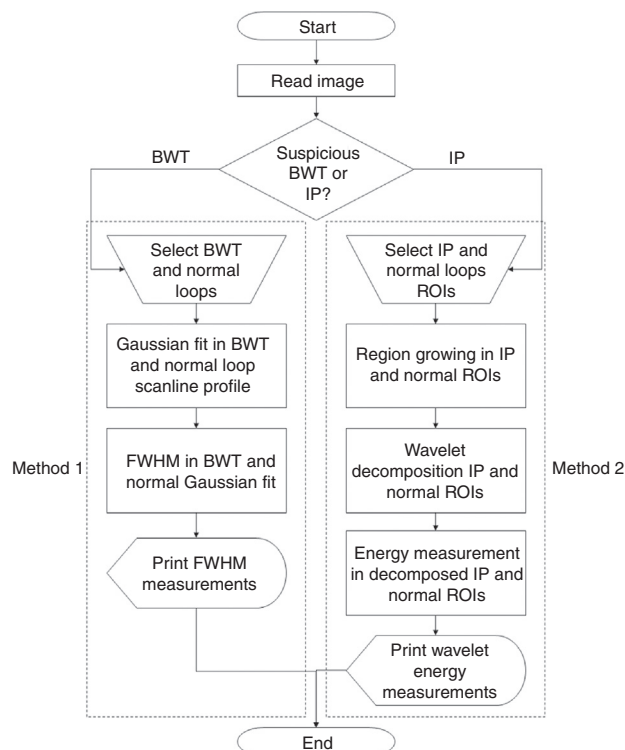 Start
Read image
BWT
Suspicious
BWT or
IP?
IP
Select BWT
and normal
loops
Gaussian fit in BWT
and normal loop
scanline profile
Method 1
FWHM in BWT and
normal Gaussian fit
Print FWHM
measurements
Select IP and
normal loops
ROIs
Region growing in IP
and normal ROIs
Wavelet
decomposition IP and
normal ROIs
Method 2
Energy measurement
in decomposed IP and
normal ROIs
Print wavelet
energy
measurements
End